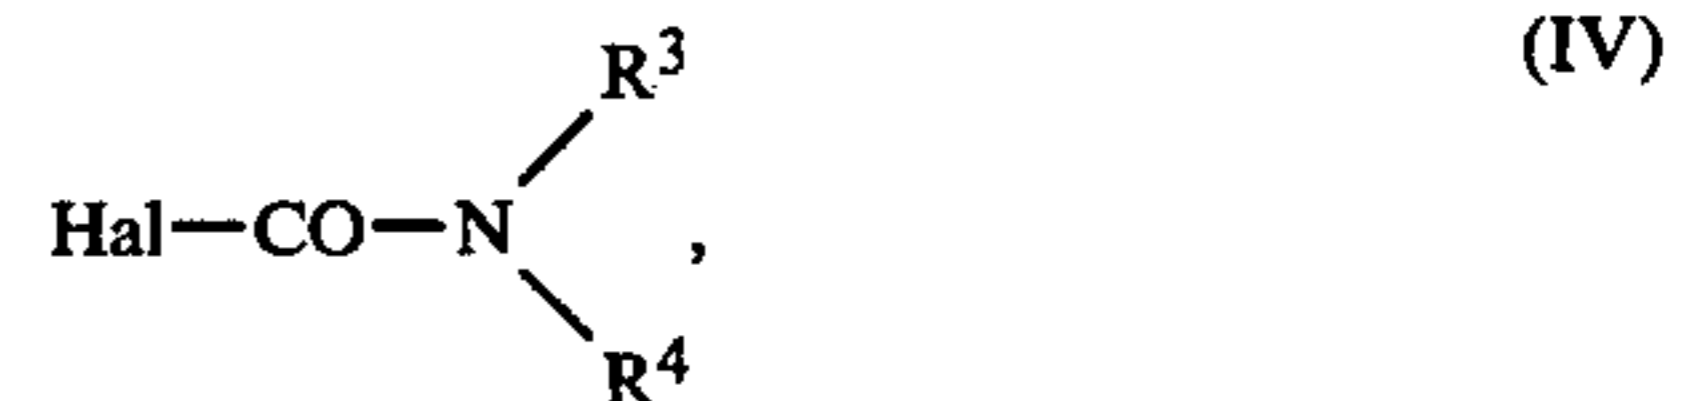 R³ (IV)
Hal—CO—N ,
R⁴